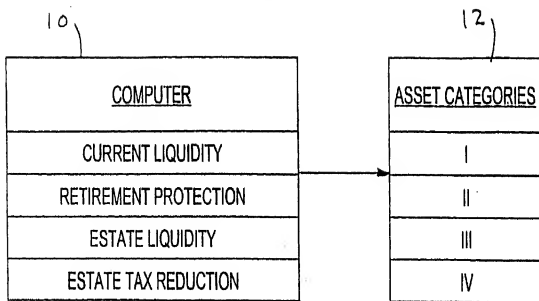 10
12
COMPUTER
ASSET CATEGORIES
CURRENT LIQUIDITY
I
RETIREMENT PROTECTION
II
ESTATE LIQUIDITY
III
ESTATE TAX REDUCTION
IV